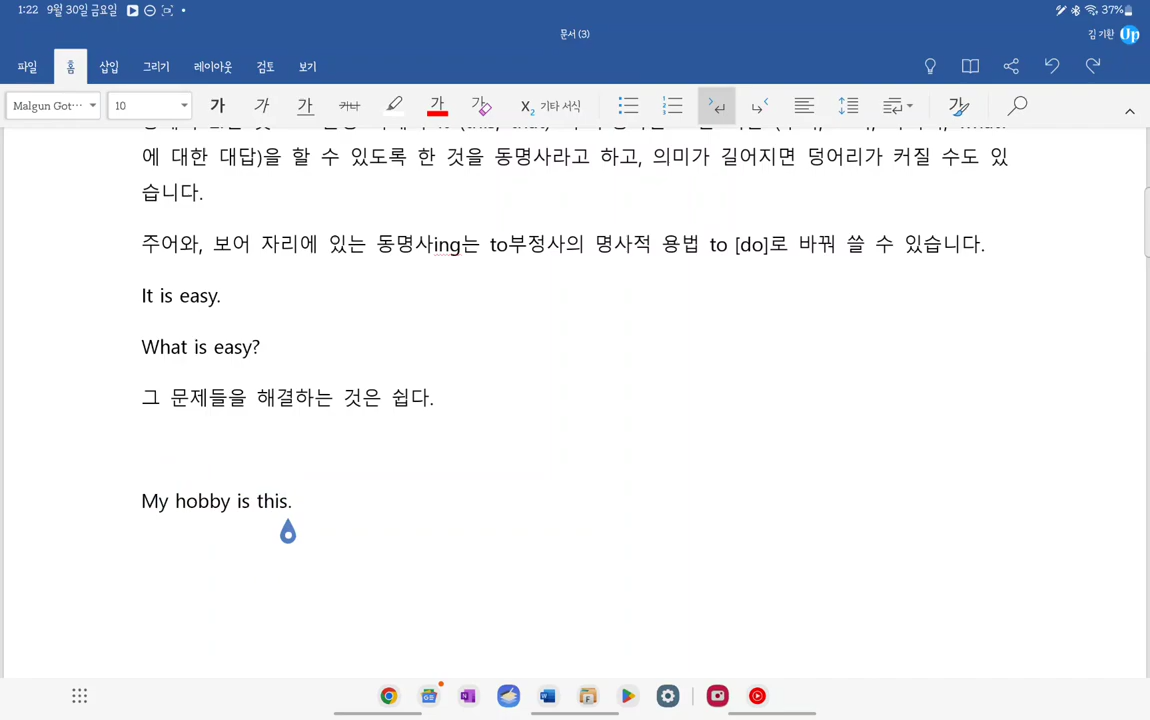 1:22 9월 30일 금요일
37%
문서 (3)
김 기환
파일 홈 삽입 그리기 레이아웃 검토 보기
Malgun Got··· 10 가 가 가 가나 가 가 X₂ 기타 서식 가
에 대한 대답)을 할 수 있도록 한 것을 동명사라고 하고, 의미가 길어지면 덩어리가 커질 수도 있
습니다.
주어와, 보어 자리에 있는 동명사ing는 to부정사의 명사적 용법 to [do]로 바꿔 쓸 수 있습니다.
It is easy.
What is easy?
그 문제들을 해결하는 것은 쉽다.
My hobby is this.